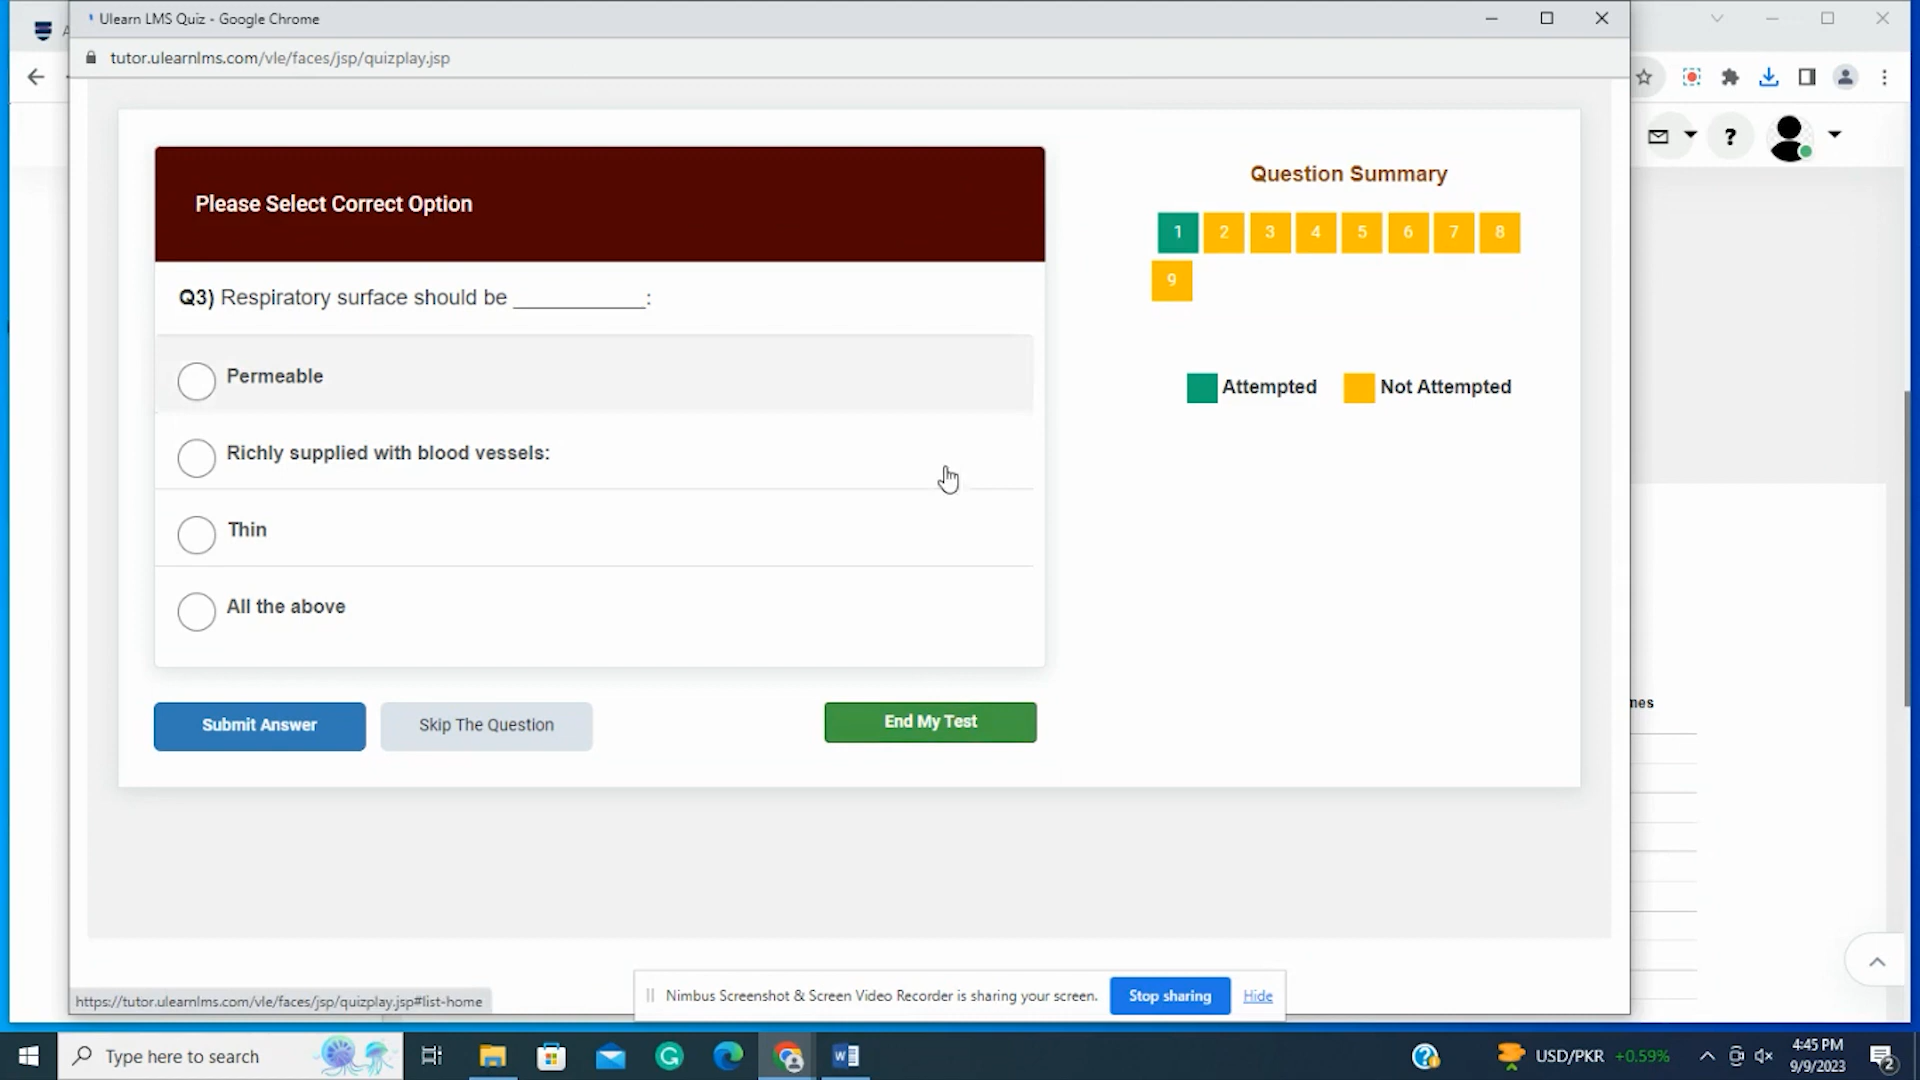 Ulearn LMS Quiz - Google Chrome
tutor.ulearnlms.com/vle/faces/jsp/quizplay.jsp
?
Please Select Correct Option
Q3) Respiratory surface should be ___________:
Permeable
Richly supplied with blood vessels:
Thin
All the above
Submit Answer
Skip The Question
End My Test
Question Summary
1 2 3 4 5 6 7 8
9
Attempted
Not Attempted
nes
https://tutor.ulearnlms.com/vle/faces/jsp/quizplay.jsp#list-home
Nimbus Screenshot & Screen Video Recorder is sharing your screen.
Stop sharing
Hide
Type here to search
USD/PKR +0.59%
4:45 PM
9/9/2023
2